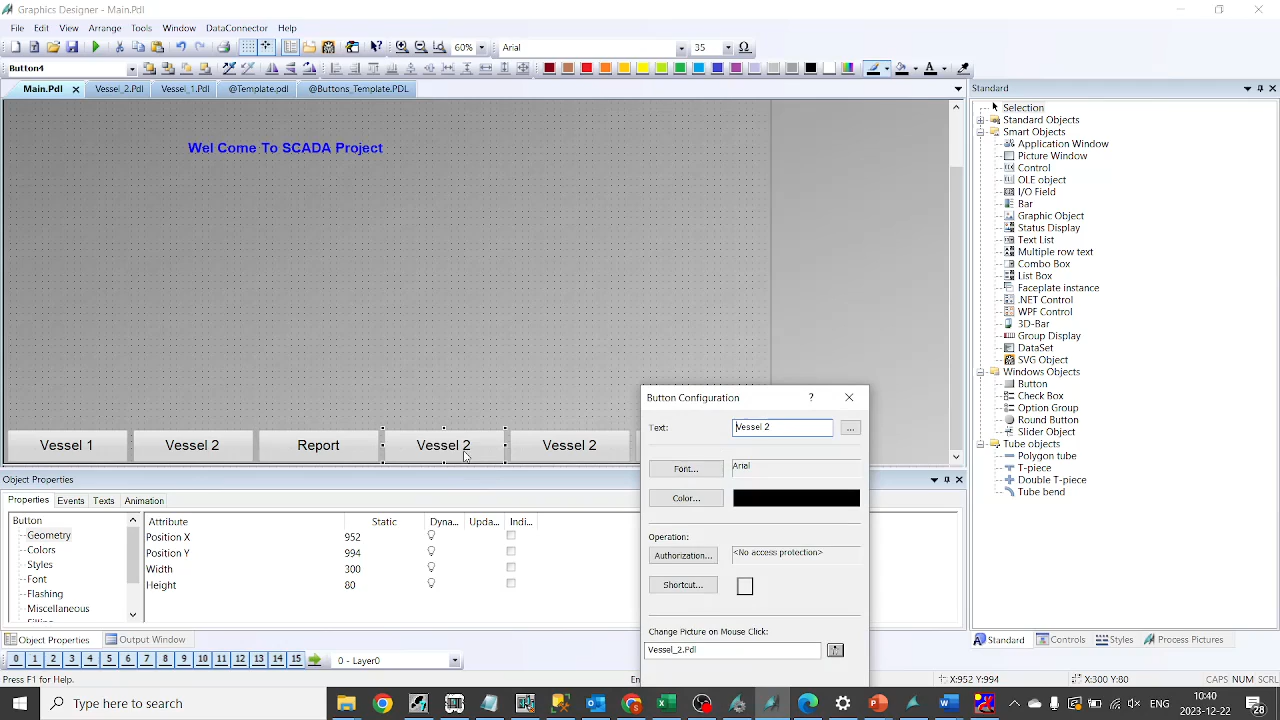 Graphics Designer - Main.Pdl
File Edit View Arrange Tools DataConnector Help
60% Arial 35
Button4
Main.Pdl Vessel_2.Pdl Vessel_1.Pdl @Template.pdl @Buttons_Template.PDL
Wel Come To SCADA Project
Vessel 1 Vessel 2 Report Vessel 2 Vessel 2
Standard
Selection
Standard Objects
Smart Objects
Application Window
Picture Window
Control
OLE object
I/O Field
Bar
Graphic Object
Status Display
Text List
Multiple row text
Combo Box
List Box
Faceplate instance
.NET Control
WPF Control
3D-Bar
Group Display
DataSet
SVG Object
Windows Objects
Button
Check Box
Option Group
Round Button
Slider Object
Tube objects
Polygon tube
T-piece
Double T-piece
Tube bend
Standard Controls Styles Process Pictures
Button Configuration ?
Text: Vessel 2 ...
Font... Arial
Color...
Operation:
Authorization... <No access protection>
Shortcut...
Change Picture on Mouse Click:
Vessel_2.Pdl
Object Properties
Properties Events Texts Animation
Button
Geometry
Colors
Styles
Font
Flashing
Miscellaneous
Attribute Static Dyna... Upda... Indi...
Position X 952
Position Y 994
Width 300
Height 80
Object Properties Output Window
0 1 2 3 4 5 6 7 8 9 10 11 12 13 14 15 0 - Layer0
Press F1 for Help. X:952 Y:994 X:300 Y:80 CAPS NUM SCRL
Type here to search
ENG 10:40
2023-12-22 28